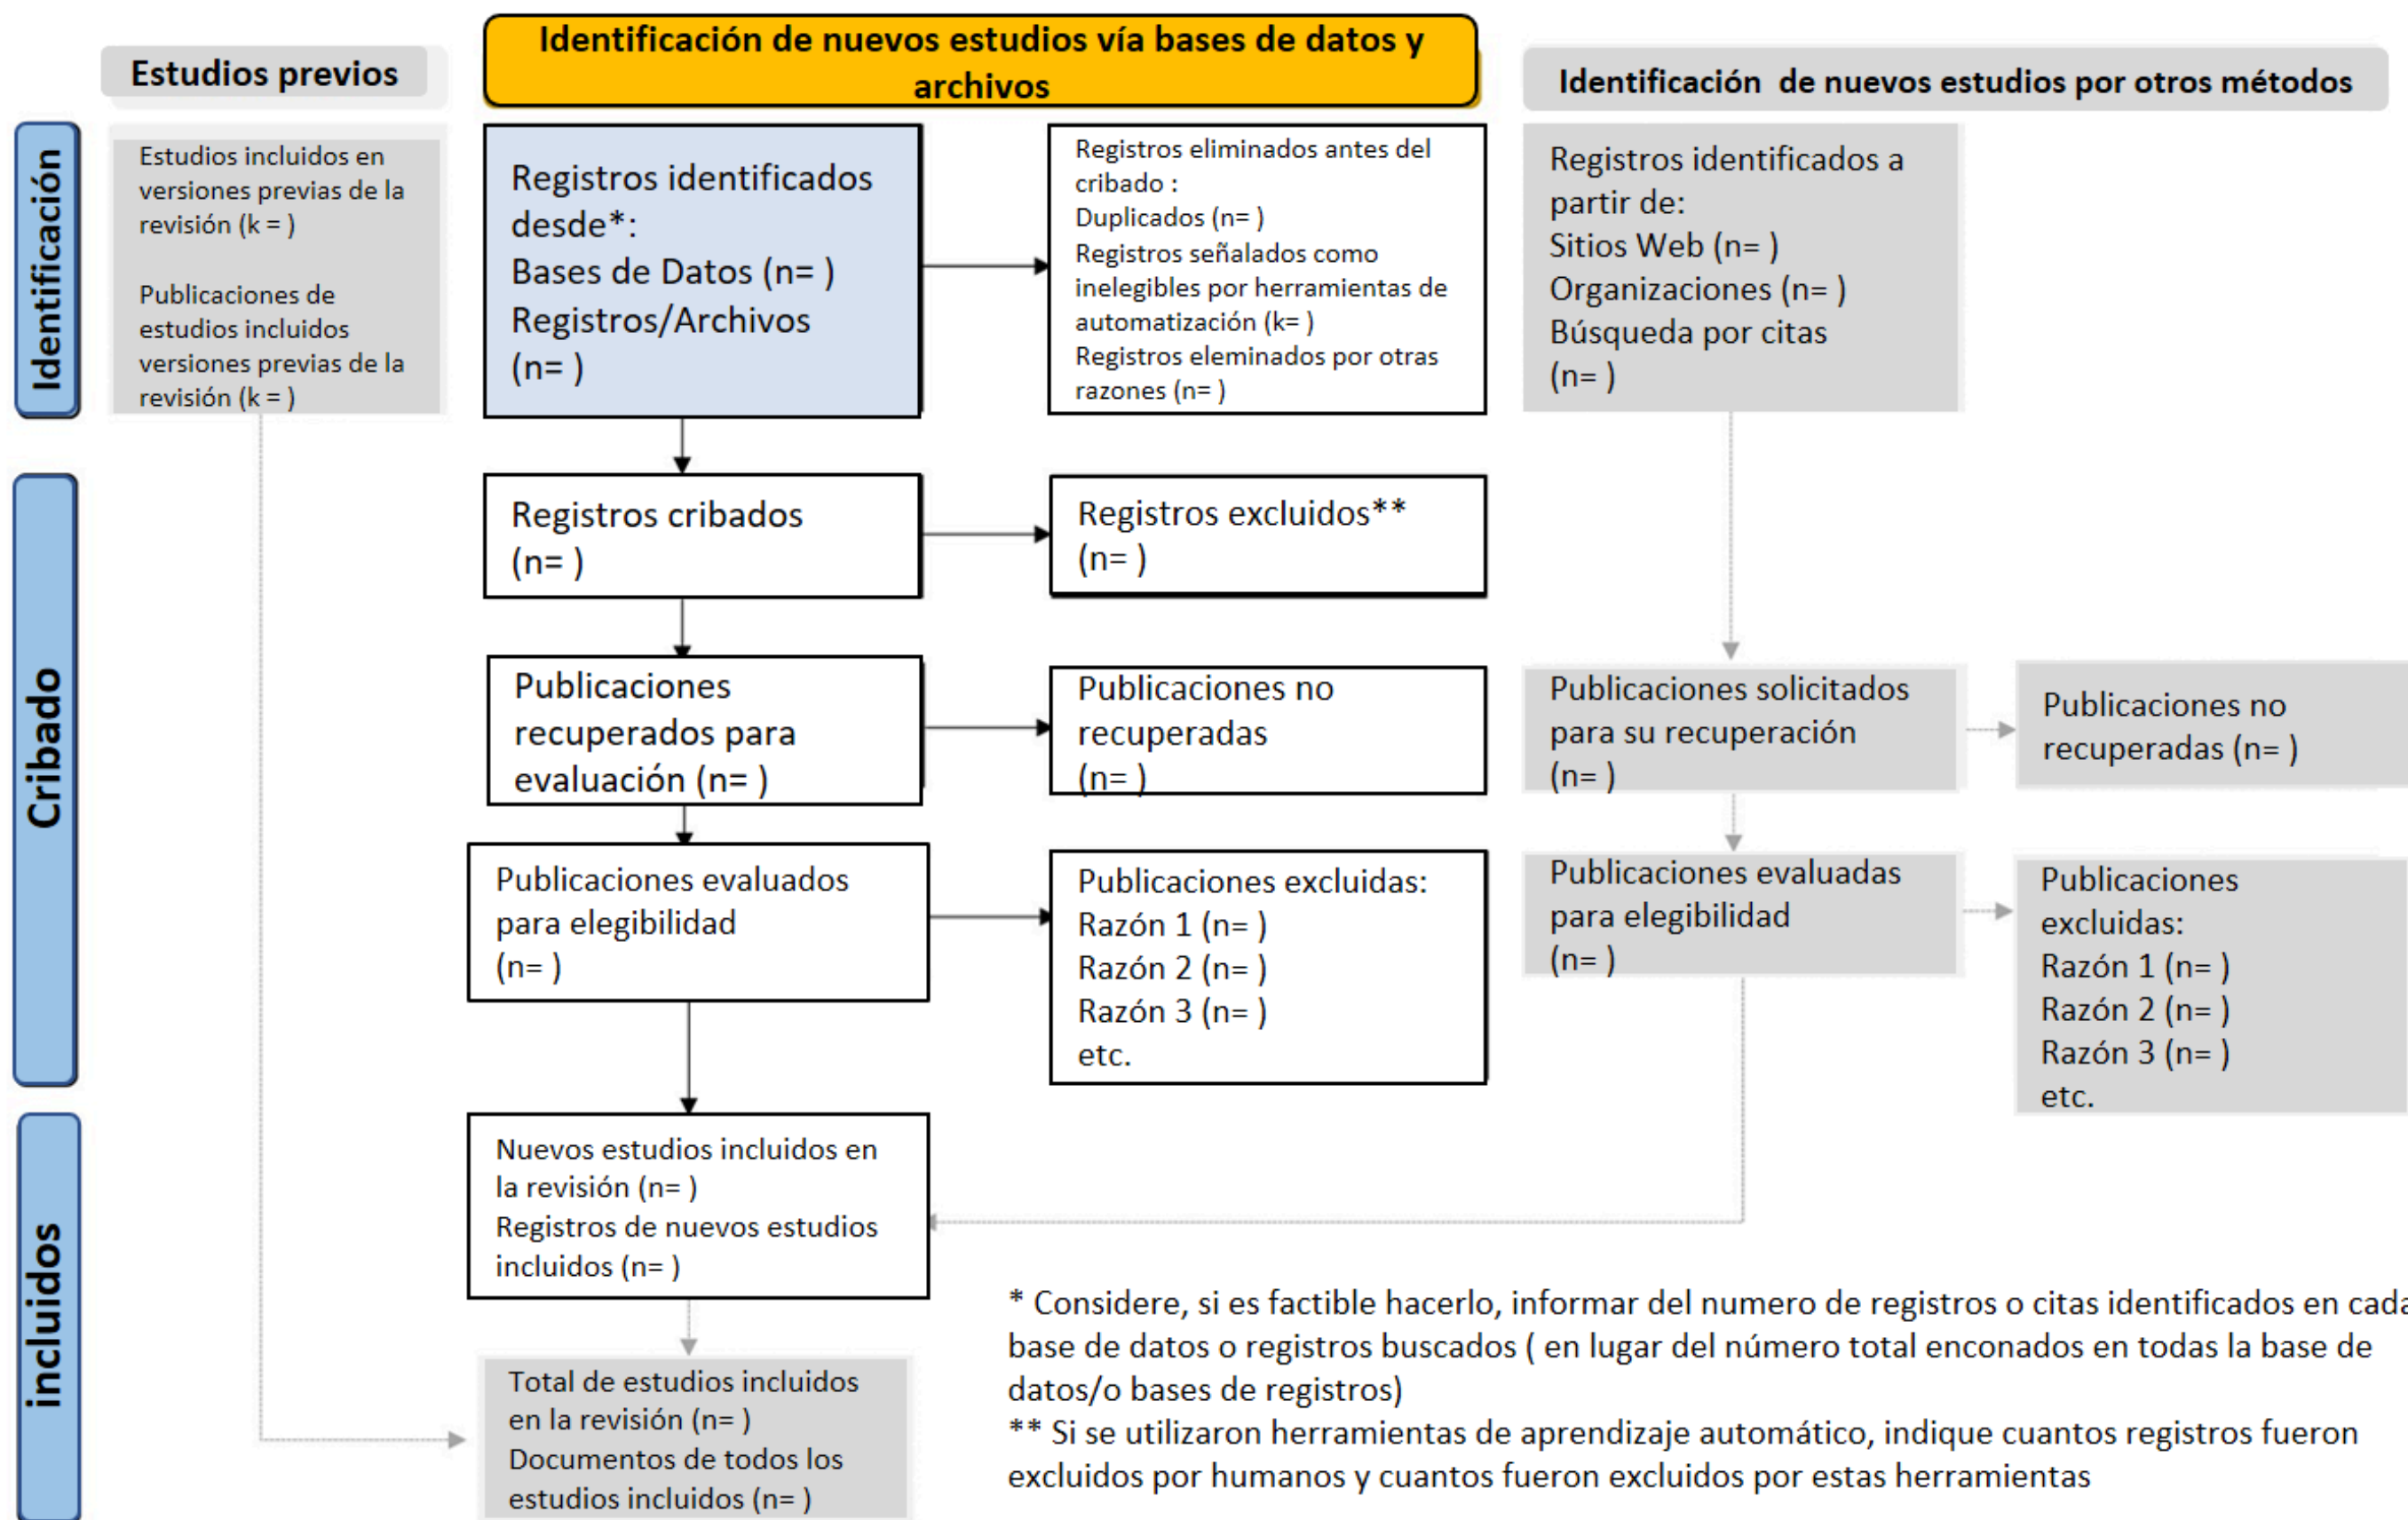 Estudios previos
Identificación de nuevos estudios vía bases de datos y
archivos
Identificación de nuevos estudios por otros métodos
Identificación
Estudios incluidos en
versiones previas de la
revisión (k = )
Publicaciones de
estudios incluidos
versiones previas de la
revisión (k = )
Registros identificados
desde*:
Bases de Datos (n= )
Registros/Archivos
(n= )
Registros eliminados antes del
cribado :
Duplicados (n= )
Registros señalados como
inelegibles por herramientas de
automatización (k= )
Registros eleminados por otras
razones (n= )
Registros identificados a
partir de:
Sitios Web (n= )
Organizaciones (n= )
Búsqueda por citas
(n= )
Cribado
Registros cribados
(n= )
Registros excluidos**
(n= )
Publicaciones
recuperados para
evaluación (n= )
Publicaciones no
recuperadas
(n= )
Publicaciones solicitados
para su recuperación
(n= )
Publicaciones no
recuperadas (n= )
Publicaciones evaluados
para elegibilidad
(n= )
Publicaciones excluidas:
Razón 1 (n= )
Razón 2 (n= )
Razón 3 (n= )
etc.
Publicaciones evaluadas
para elegibilidad
(n= )
Publicaciones
excluidas:
Razón 1 (n= )
Razón 2 (n= )
Razón 3 (n= )
etc.
incluidos
Nuevos estudios incluidos en
la revisión (n= )
Registros de nuevos estudios
incluidos (n= )
Total de estudios incluidos
en la revisión (n= )
Documentos de todos los
estudios incluidos (n= )
* Considere, si es factible hacerlo, informar del numero de registros o citas identificados en cada
base de datos o registros buscados ( en lugar del número total enconados en todas la base de
datos/o bases de registros)
** Si se utilizaron herramientas de aprendizaje automático, indique cuantos registros fueron
excluidos por humanos y cuantos fueron excluidos por estas herramientas